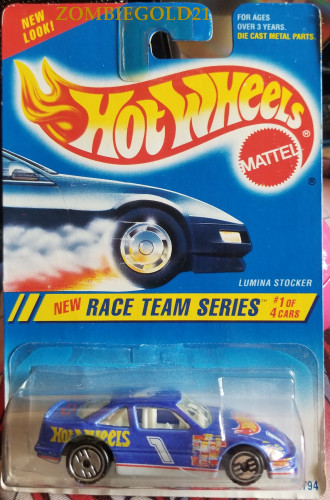 ZOMBIEGOLD21
NEW
LOOK!
FOR AGES
OVER 3 YEARS.
DIE CAST METAL PARTS.
HOT WHEELS
MATTEL
®
LUMINA STOCKER
NEW RACE TEAM SERIES™ #1 OF
4 CARS
HOT WHEELS
1
794